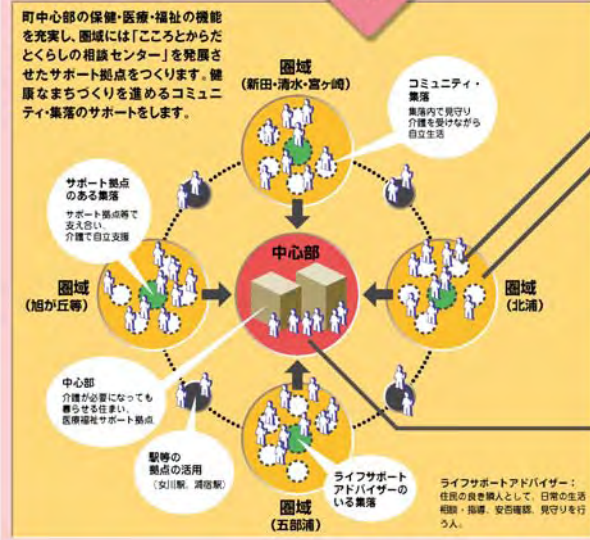 町中心部の保健・医療・福祉の機能
を充実し、圏域には「こころとからだ
とくらしの相談センター」を発展さ
せたサポート拠点をつくります。健
康なまちづくりを進めるコミュニ
ティ・集落のサポートをします。
圏域
(新田・清水・宮ヶ崎)
コミュニティ・
集落
集落内で見守り
介護を受けながら
自立生活
サポート拠点
のある集落
サポート拠点等で
支え合い、
介護で自立支援
中心部
圏域
(旭が丘等)
圏域
(北浦)
中心部
介護が必要になっても
暮らせる住まい、
医療福祉サポート拠点
駅等の
拠点の活用
(女川駅、浦宿駅)
ライフサポート
アドバイザーの
いる集落
圏域
(五部浦)
ライフサポートアドバイザー：
住民の良き隣人として、日常の生活
相談・指導、安否確認、見守りを行
う人。